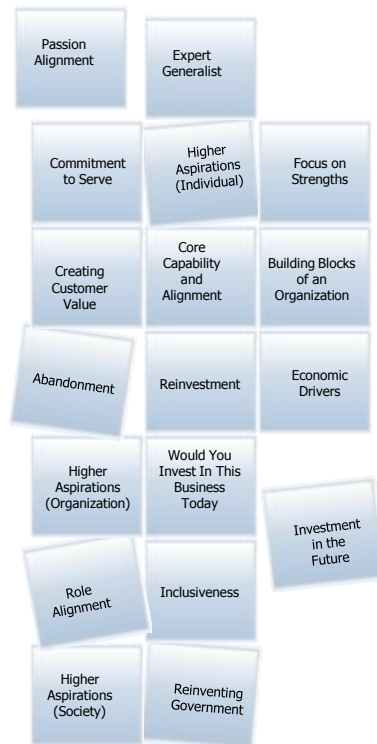 Passion
Alignment
Expert
Generalist
Commitment
to Serve
Higher
Aspirations
(Individual)
Focus on
Strengths
Creating
Customer
Value
Core
Capability
and
Alignment
Building Blocks
of an
Organization
Abandonment
Reinvestment
Economic
Drivers
Higher
Aspirations
(Organization)
Would You
Invest In This
Business
Today
Investment
in the
Future
Role
Alignment
Inclusiveness
Higher
Aspirations
(Society)
Reinventing
Government